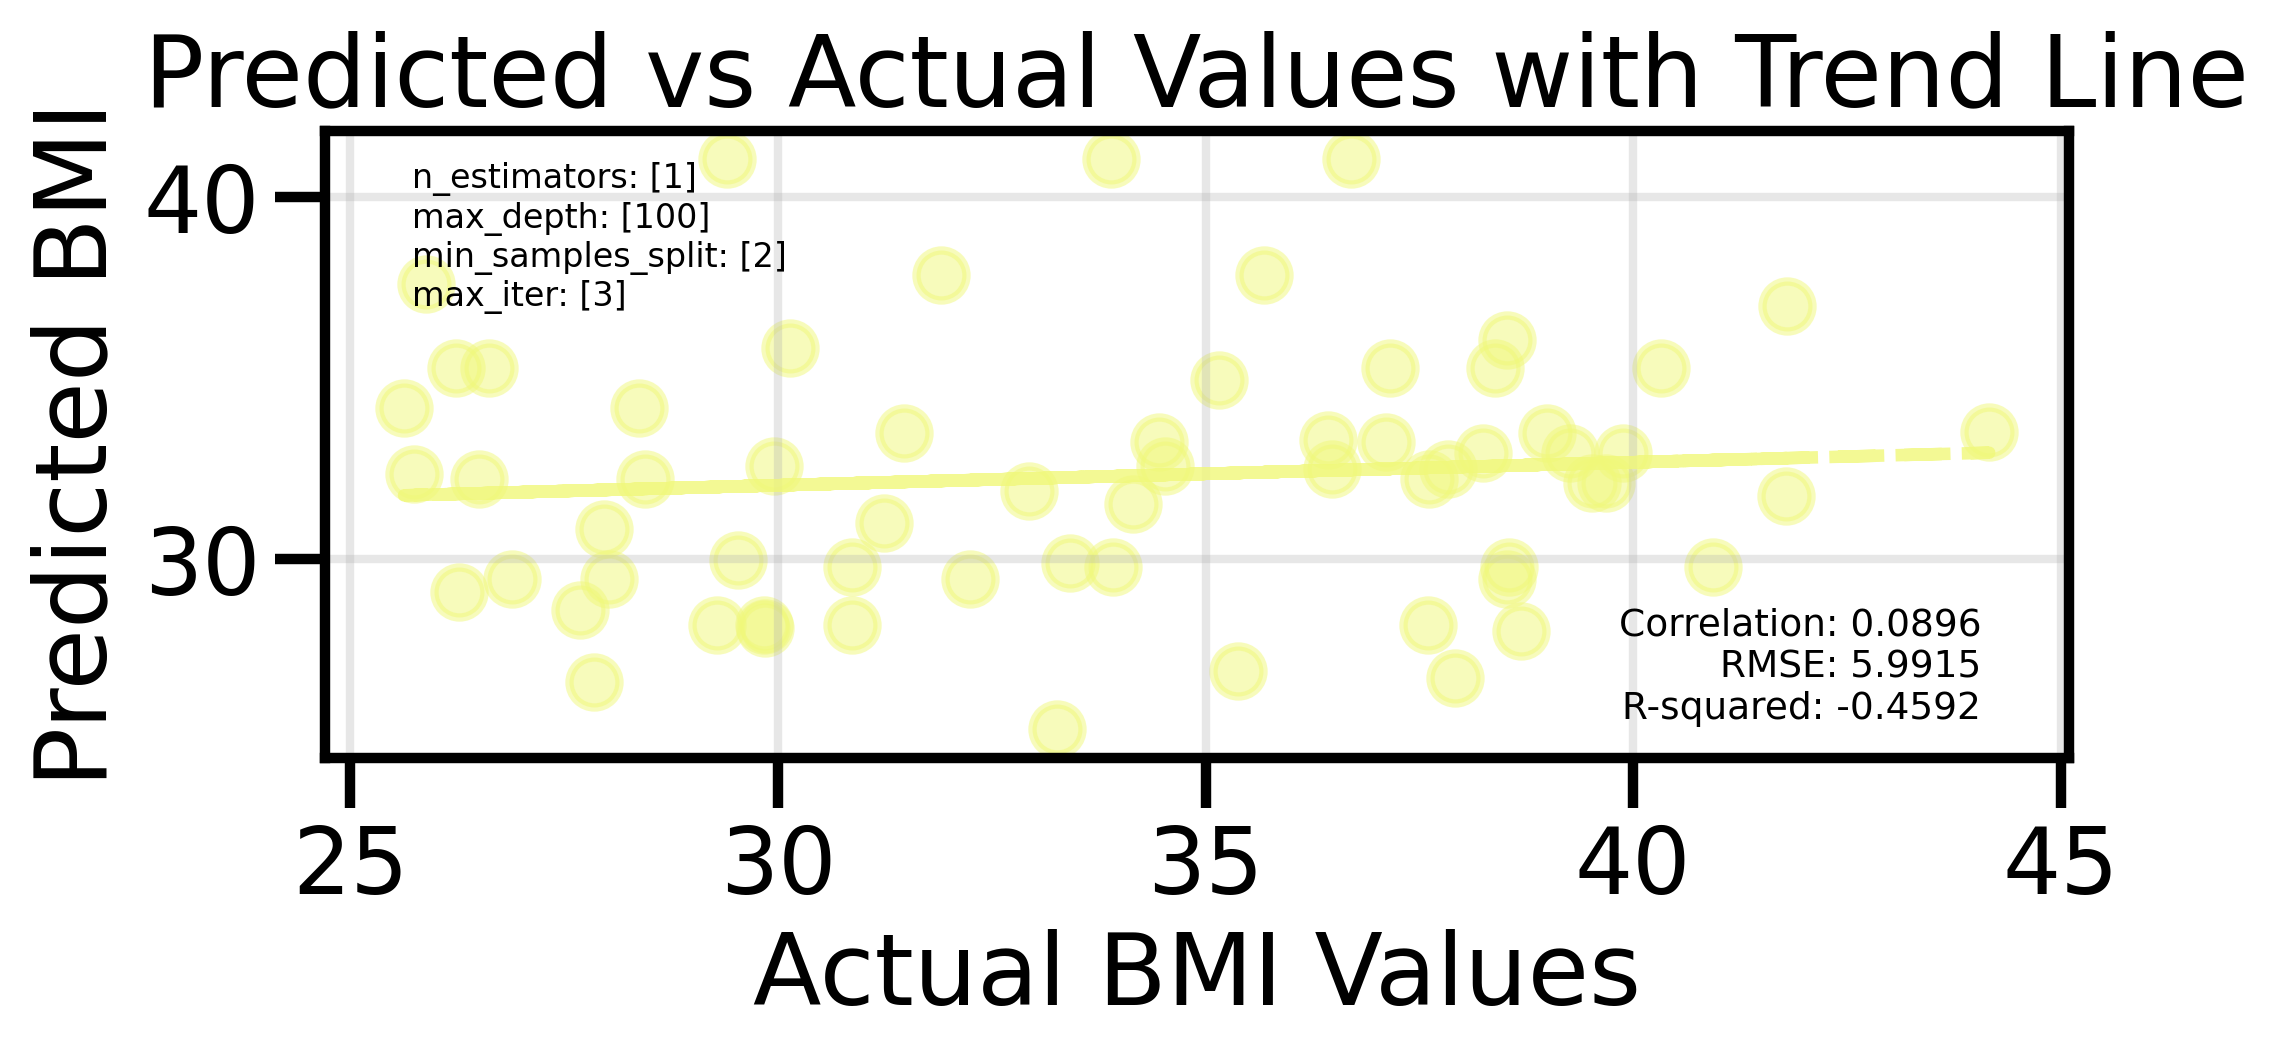 Predicted vs Actual Values with Trend Line
Predicted BMI
40
30
n_estimators: [1]
max_depth: [100]
min_samples_split: [2]
max_iter: [3]
Correlation: 0.0896
RMSE: 5.9915
R-squared: -0.4592
25 30 35 40 45
Actual BMI Values